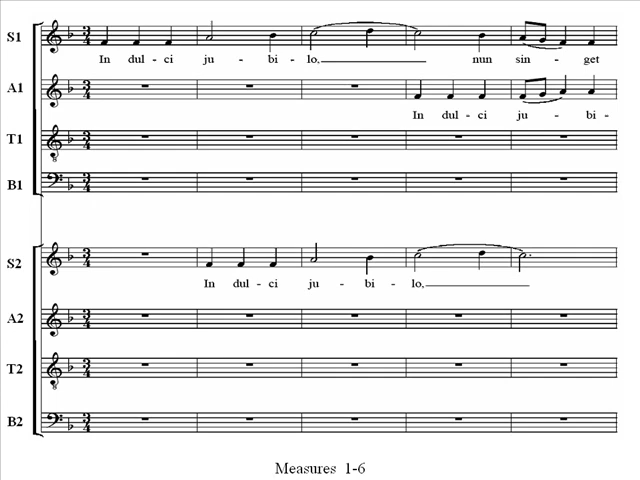 S1
In dul- ci ju- bi- lo, nun sin- get
A1
In dul- ci ju- bi-
T1
B1
S2
In dul- ci ju- bi- lo,
A2
T2
B2
Measures 1-6